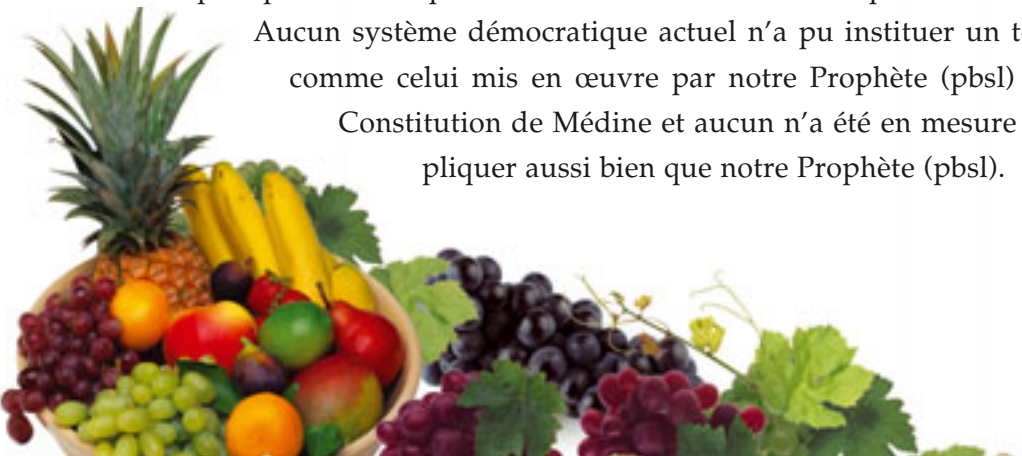 Aucun système démocratique actuel n’a pu instituer un
comme celui mis en œuvre par notre Prophète (pbsl)
Constitution de Médine et aucun n’a été en mesure
pliquer aussi bien que notre Prophète (pbsl).